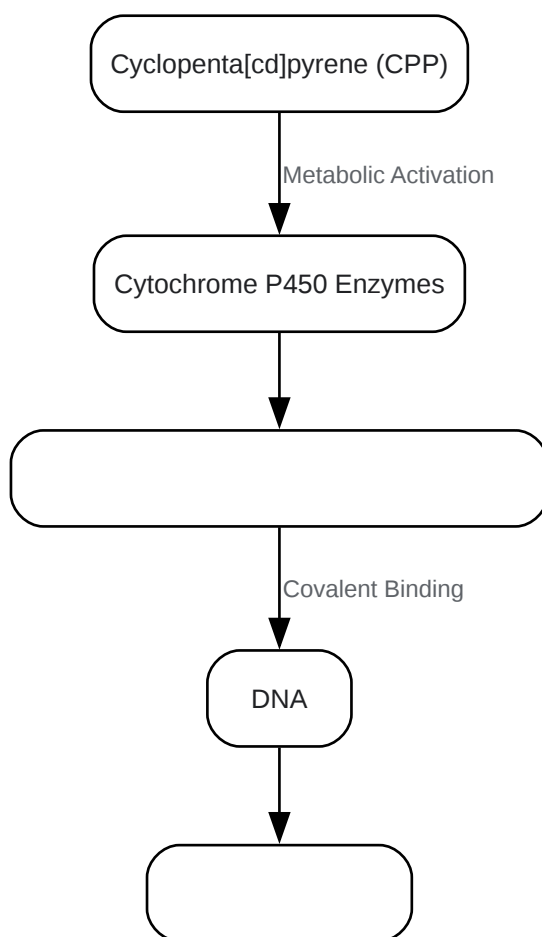 Cyclopenta[cd]pyrene (CPP)
Metabolic Activation
Cytochrome P450 Enzymes
Covalent Binding
DNA